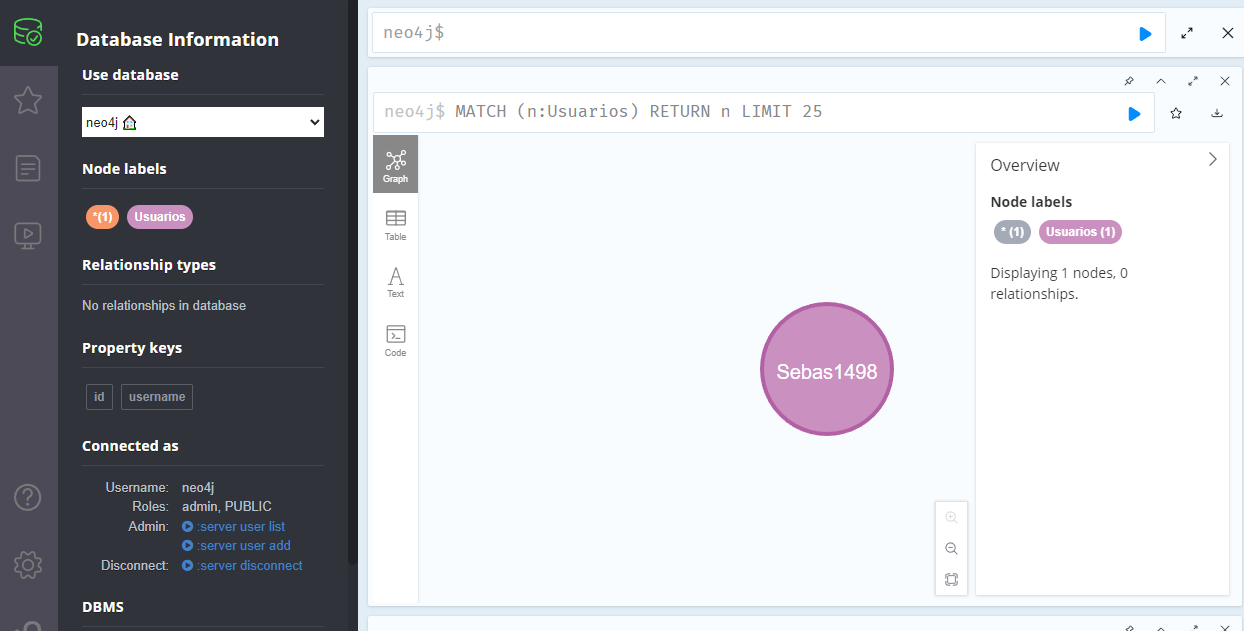 Database Information
Use database
neo4j
Node labels
*(1) Usuarios
Relationship types
No relationships in database
Property keys
id username
Connected as
Username: neo4j
Roles: admin, PUBLIC
Admin: :server user list
:server user add
Disconnect: :server disconnect
DBMS
neo4j$
neo4j$ MATCH (n:Usuarios) RETURN n LIMIT 25
Graph
Table
Text
Code
Sebas1498
Overview
Node labels
* (1) Usuarios (1)
Displaying 1 nodes, 0
relationships.